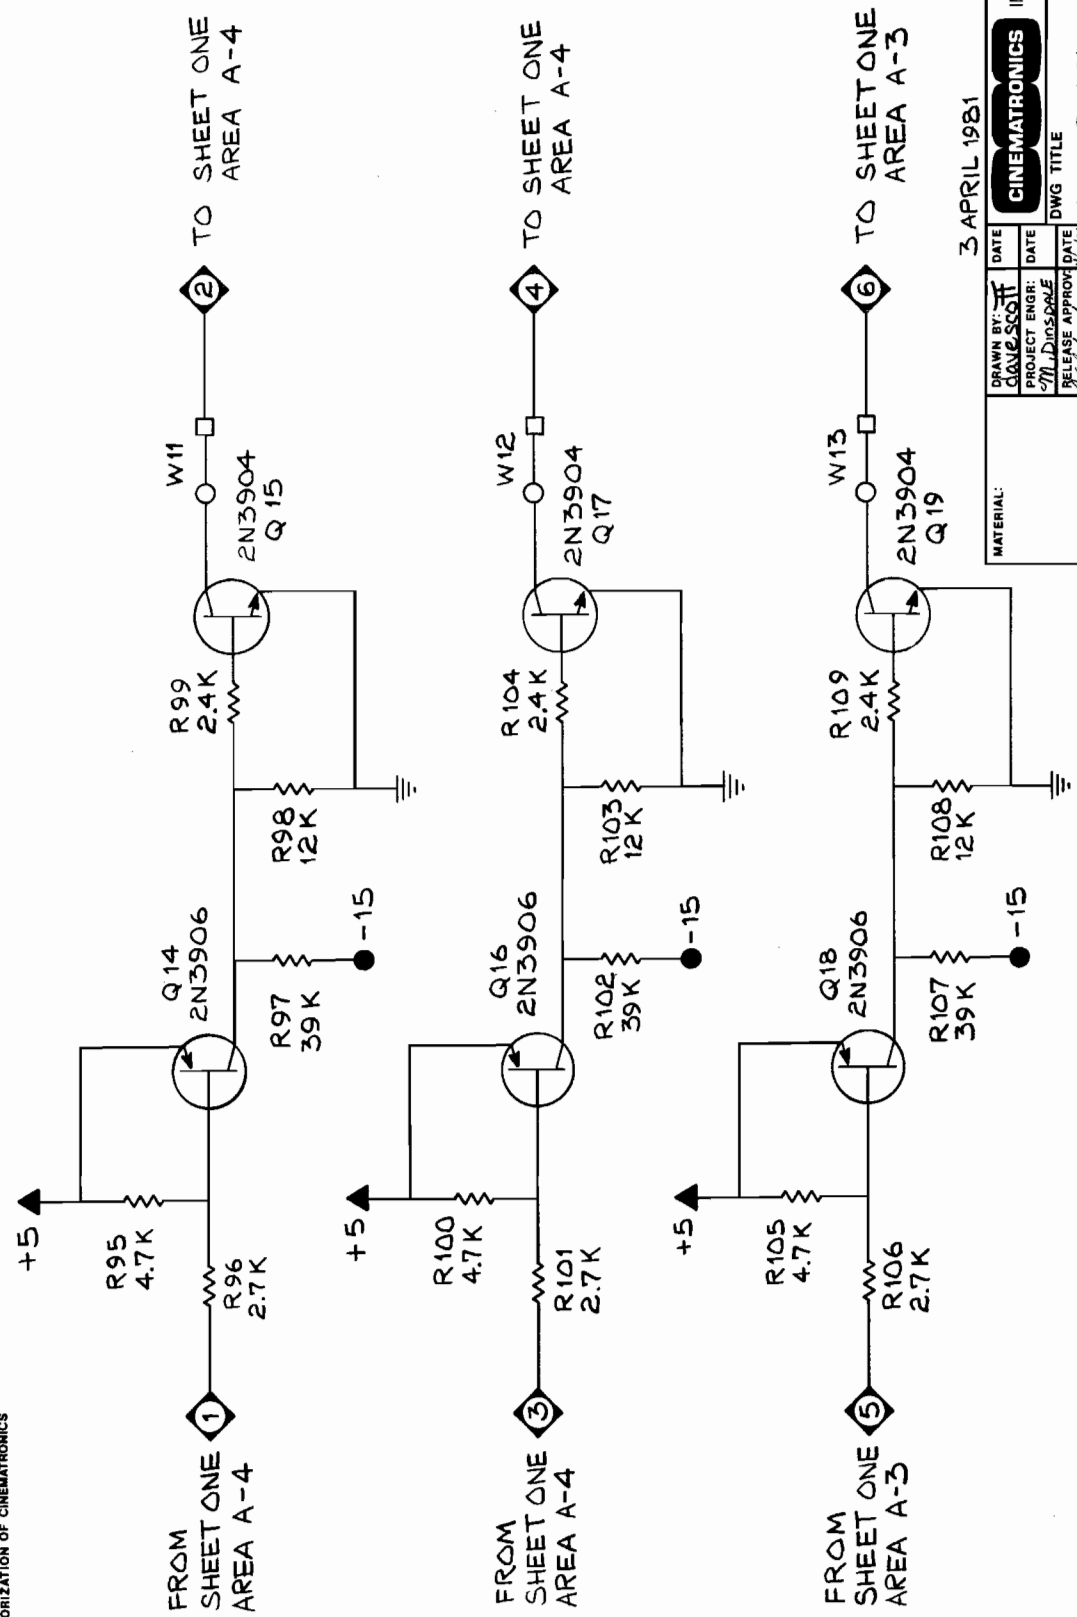 ORIZATION OF CINEMATRONICS
+5
R95
4.7K
R96
2.7K
FROM
SHEET ONE
AREA A-4
1
Q14
2N3906
R97
39K
-15
R98
12K
R99
2.4K
2N3904
Q15
W11
2
TO SHEET ONE
AREA A-4
+5
R100
4.7K
R101
2.7K
FROM
SHEET ONE
AREA A-4
3
Q16
2N3906
R102
39K
-15
R103
12K
R104
2.4K
2N3904
Q17
W12
4
TO SHEET ONE
AREA A-4
+5
R105
4.7K
R106
2.7K
FROM
SHEET ONE
AREA A-3
5
Q18
2N3906
R107
39K
-15
R108
12K
R109
2.4K
2N3904
Q19
W13
6
TO SHEET ONE
AREA A-3
3 APRIL 1981
MATERIAL:
DRAWN BY:
dave scott
DATE
PROJECT ENGR:
M. Dinsdale
DATE
RELEASE APPROV:
DATE
CINEMATRONICS
DWG TITLE